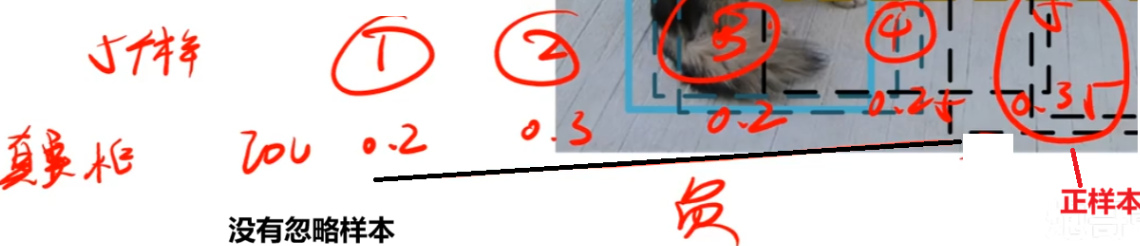 5个样本 ① ② ③ ④ 5
真实框 IOU 0.2 0.3 0.2 0.25 0.35
负
正样本
没有忽略样本